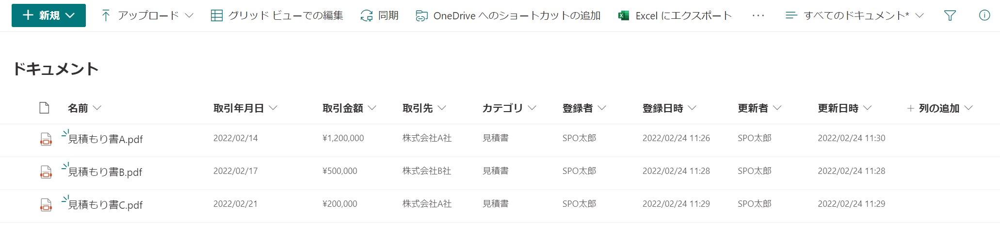 新規 アップロード グリッド ビューでの編集 同期 OneDrive へのショートカットの追加 Excel にエクスポート ··· すべてのドキュメント*
ドキュメント
名前 取引年月日 取引金額 取引先 カテゴリ 登録者 登録日時 更新者 更新日時 + 列の追加
見積もり書A.pdf 2022/02/14 ¥1,200,000 株式会社A社 見積書 SPO太郎 2022/02/24 11:26 SPO太郎 2022/02/24 11:30
見積もり書B.pdf 2022/02/17 ¥500,000 株式会社B社 見積書 SPO太郎 2022/02/24 11:28 SPO太郎 2022/02/24 11:28
見積もり書C.pdf 2022/02/21 ¥200,000 株式会社A社 見積書 SPO太郎 2022/02/24 11:29 SPO太郎 2022/02/24 11:29